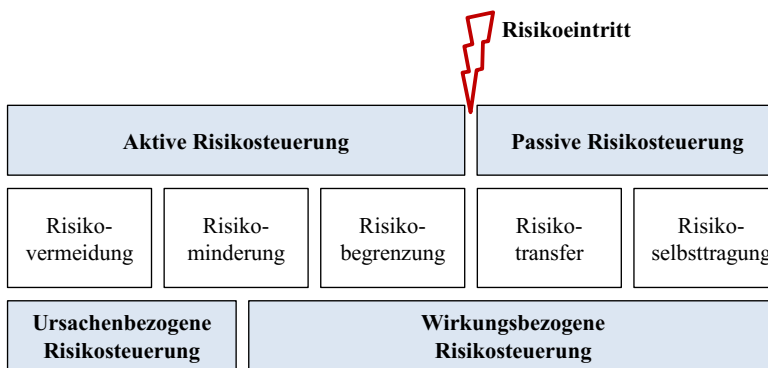 Risikoeintritt
Aktive Risikosteuerung
Passive Risikosteuerung
Risiko-
vermeidung
Risiko-
minderung
Risiko-
begrenzung
Risiko-
transfer
Risiko-
selbsttragung
Ursachenbezogene
Risikosteuerung
Wirkungsbezogene
Risikosteuerung